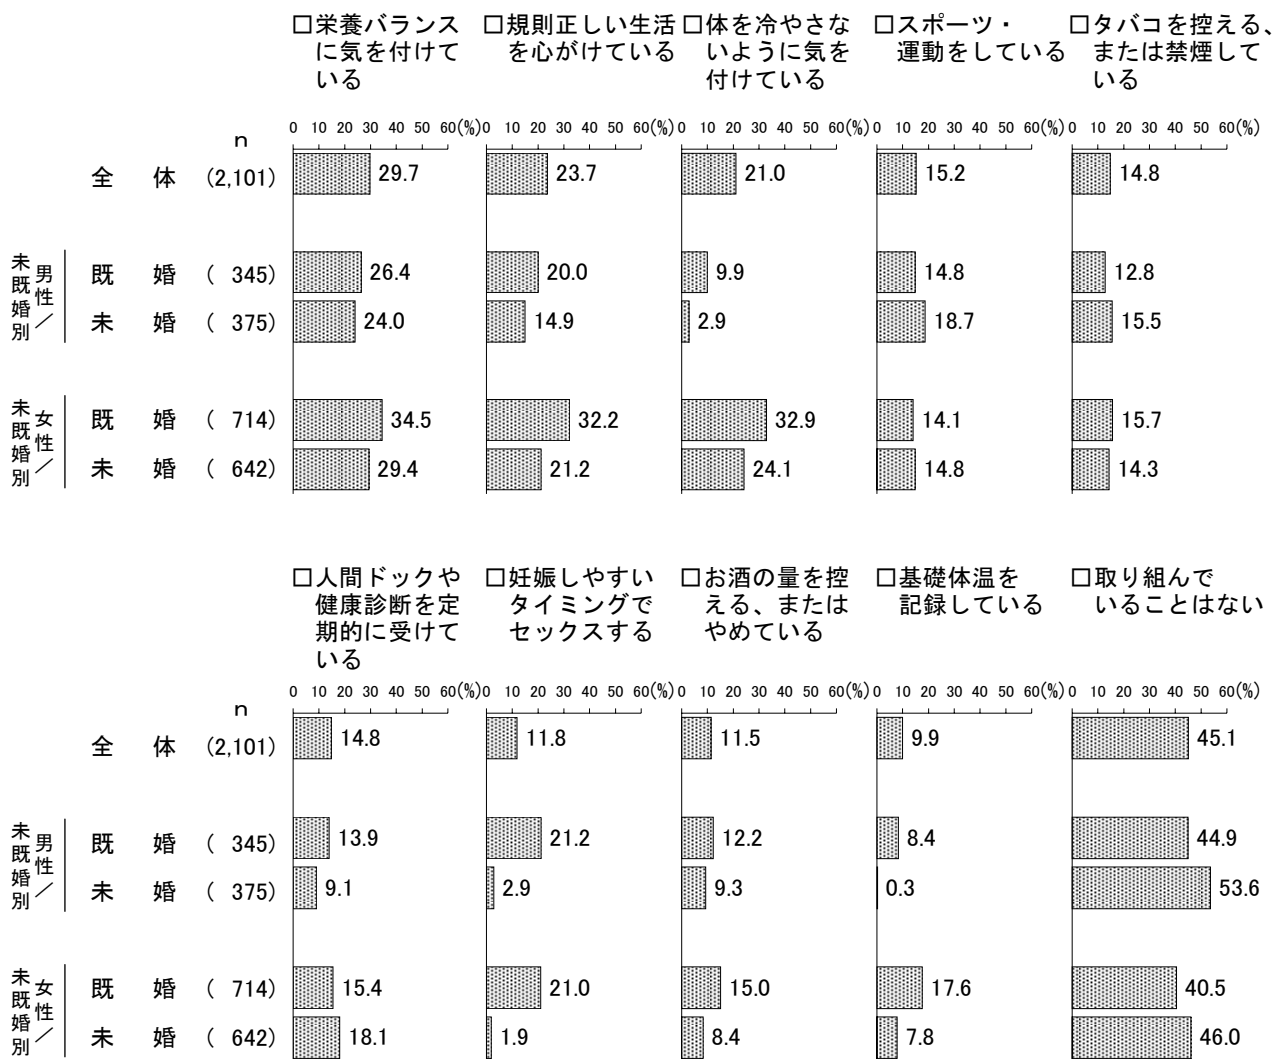 □栄養バランス
に気を付けて
いる
□規則正しい生活
を心がけている
□体を冷やさな
いように気を
付けている
□スポーツ・
運動をしている
□タバコを控える、
または禁煙して
いる
0 10 20 30 40 50 60(%) 0 10 20 30 40 50 60(%) 0 10 20 30 40 50 60(%) 0 10 20 30 40 50 60(%) 0 10 20 30 40 50 60(%)
n
全 体 (2,101) 29.7 23.7 21.0 15.2 14.8
男性/未既婚別
既 婚 ( 345) 26.4 20.0 9.9 14.8 12.8
未 婚 ( 375) 24.0 14.9 2.9 18.7 15.5
女性/未既婚別
既 婚 ( 714) 34.5 32.2 32.9 14.1 15.7
未 婚 ( 642) 29.4 21.2 24.1 14.8 14.3
□人間ドックや
健康診断を定
期的に受けて
いる
□妊娠しやすい
タイミングで
セックスする
□お酒の量を控
える、または
やめている
□基礎体温を
記録している
□取り組んで
いることはない
0 10 20 30 40 50 60(%) 0 10 20 30 40 50 60(%) 0 10 20 30 40 50 60(%) 0 10 20 30 40 50 60(%) 0 10 20 30 40 50 60(%)
n
全 体 (2,101) 14.8 11.8 11.5 9.9 45.1
男性/未既婚別
既 婚 ( 345) 13.9 21.2 12.2 8.4 44.9
未 婚 ( 375) 9.1 2.9 9.3 0.3 53.6
女性/未既婚別
既 婚 ( 714) 15.4 21.0 15.0 17.6 40.5
未 婚 ( 642) 18.1 1.9 8.4 7.8 46.0